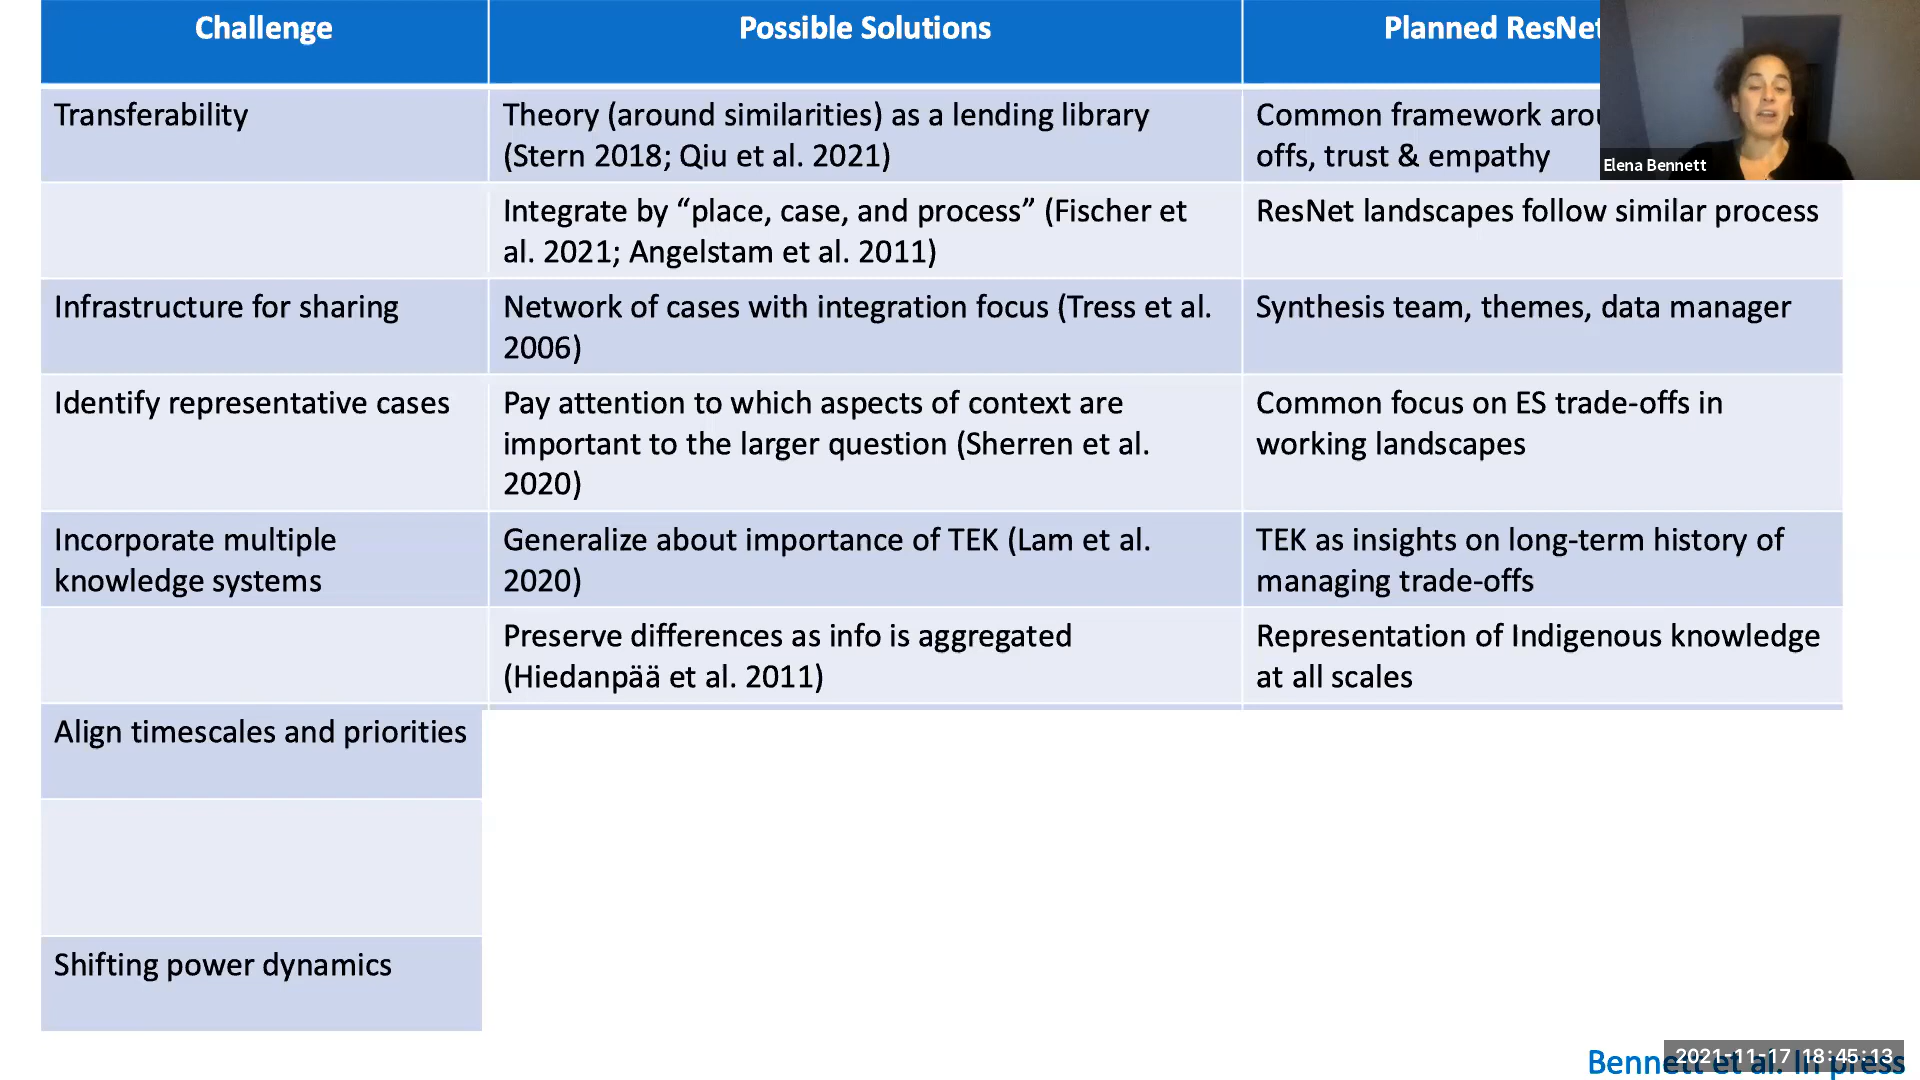 Challenge
Possible Solutions
Planned ResNet
Transferability
Theory (around similarities) as a lending library
(Stern 2018; Qiu et al. 2021)
Common framework
offs, trust & empathy
Elena Bennett
Integrate by “place, case, and process” (Fischer et
al. 2021; Angelstam et al. 2011)
ResNet landscapes follow similar process
Infrastructure for sharing
Network of cases with integration focus (Tress et al.
2006)
Synthesis team, themes, data manager
Identify representative cases
Pay attention to which aspects of context are
important to the larger question (Sherren et al.
2020)
Common focus on ES trade-offs in
working landscapes
Incorporate multiple
knowledge systems
Generalize about importance of TEK (Lam et al.
2020)
TEK as insights on long-term history of
managing trade-offs
Preserve differences as info is aggregated
(Hiedanpää et al. 2011)
Representation of Indigenous knowledge
at all scales
Align timescales and priorities
Shifting power dynamics
Bennett et al. In press
2021-11-17 18:45:13